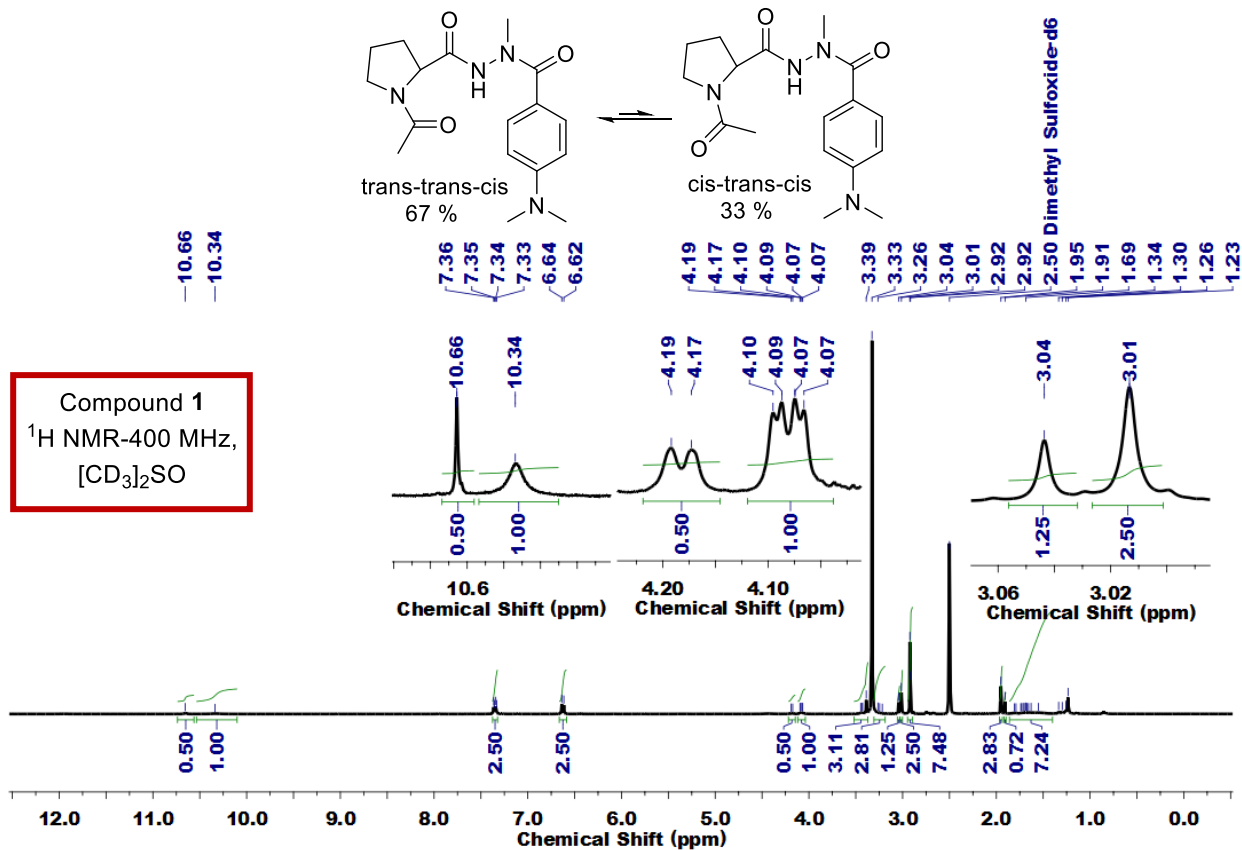 O
N
N
H
O
N
O
N
trans-trans-cis
67 %
O
N
N
H
O
N
O
N
cis-trans-cis
33 %
10.66
10.34
7.36
7.35
7.34
7.33
6.64
6.62
4.19
4.17
4.10
4.09
4.07
4.07
3.39
3.33
3.26
3.04
3.01
2.92
2.92
2.50 Dimethyl Sulfoxide-d6
1.95
1.91
1.69
1.34
1.30
1.26
1.23
Compound 1
¹H NMR-400 MHz,
[CD₃]₂SO
10.66
10.34
0.50
1.00
10.6
Chemical Shift (ppm)
4.19
4.17
4.10
4.09
4.07
4.07
0.50
1.00
4.20 4.10
Chemical Shift (ppm)
3.04
3.01
1.25
2.50
3.06 3.02
Chemical Shift (ppm)
0.50
1.00
2.50
2.50
0.50
1.00
3.11
2.81
1.25
2.50
7.48
2.83
0.72
7.24
12.0 11.0 10.0 9.0 8.0 7.0 6.0 5.0 4.0 3.0 2.0 1.0 0.0
Chemical Shift (ppm)